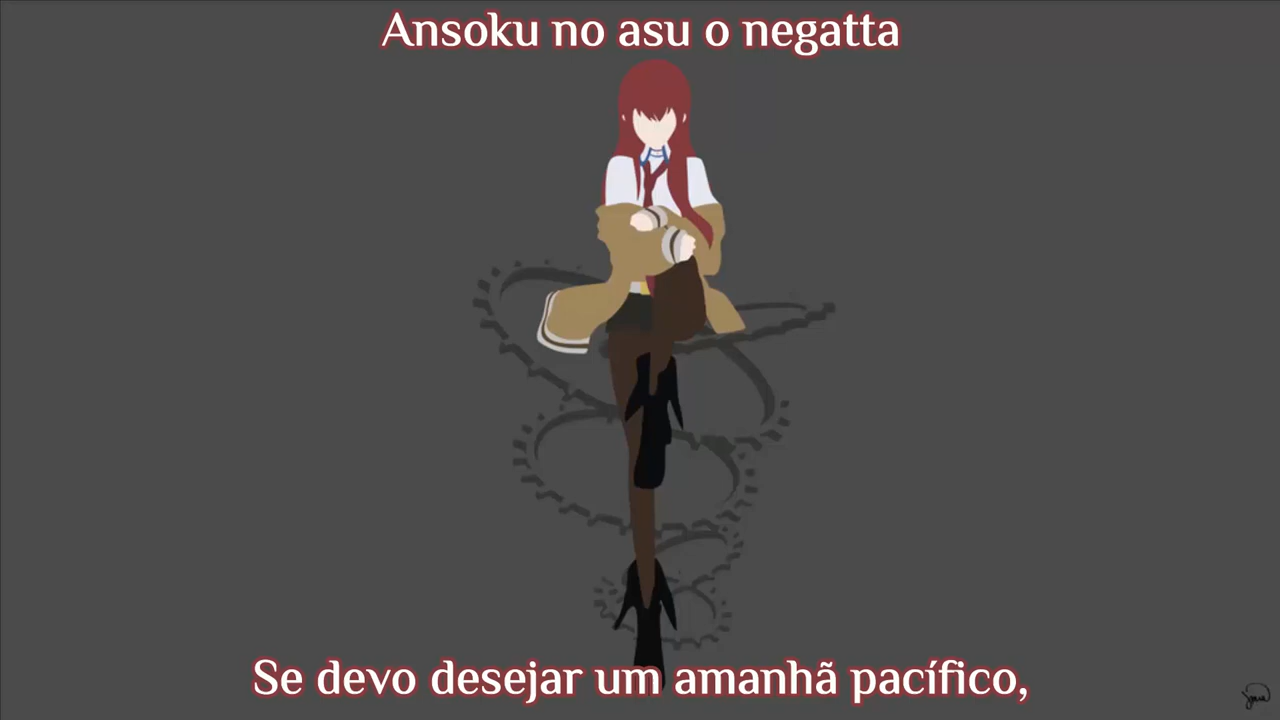 Ansoku no asu o negatta
Se devo desejar um amanhã pacífico,